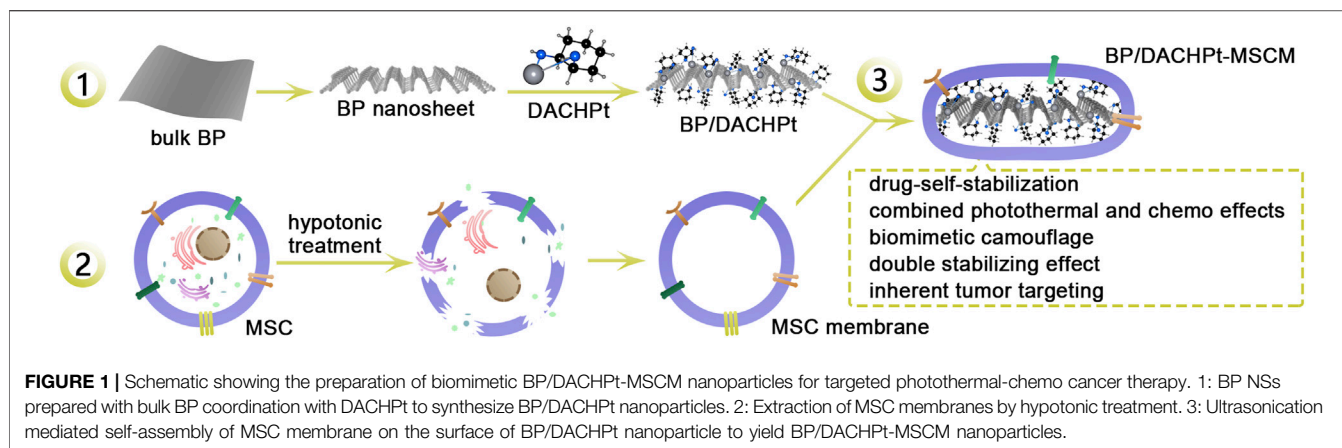 1
bulk BP
BP nanosheet
DACHPt
BP/DACHPt
3
BP/DACHPt-MSCM
2
MSC
hypotonic
treatment
MSC membrane
drug-self-stabilization
combined photothermal and chemo effects
biomimetic camouflage
double stabilizing effect
inherent tumor targeting
FIGURE 1 | Schematic showing the preparation of biomimetic BP/DACHPt-MSCM nanoparticles for targeted photothermal-chemo cancer therapy. 1: BP NSs
prepared with bulk BP coordination with DACHPt to synthesize BP/DACHPt nanoparticles. 2: Extraction of MSC membranes by hypotonic treatment. 3: Ultrasonication
mediated self-assembly of MSC membrane on the surface of BP/DACHPt nanoparticle to yield BP/DACHPt-MSCM nanoparticles.